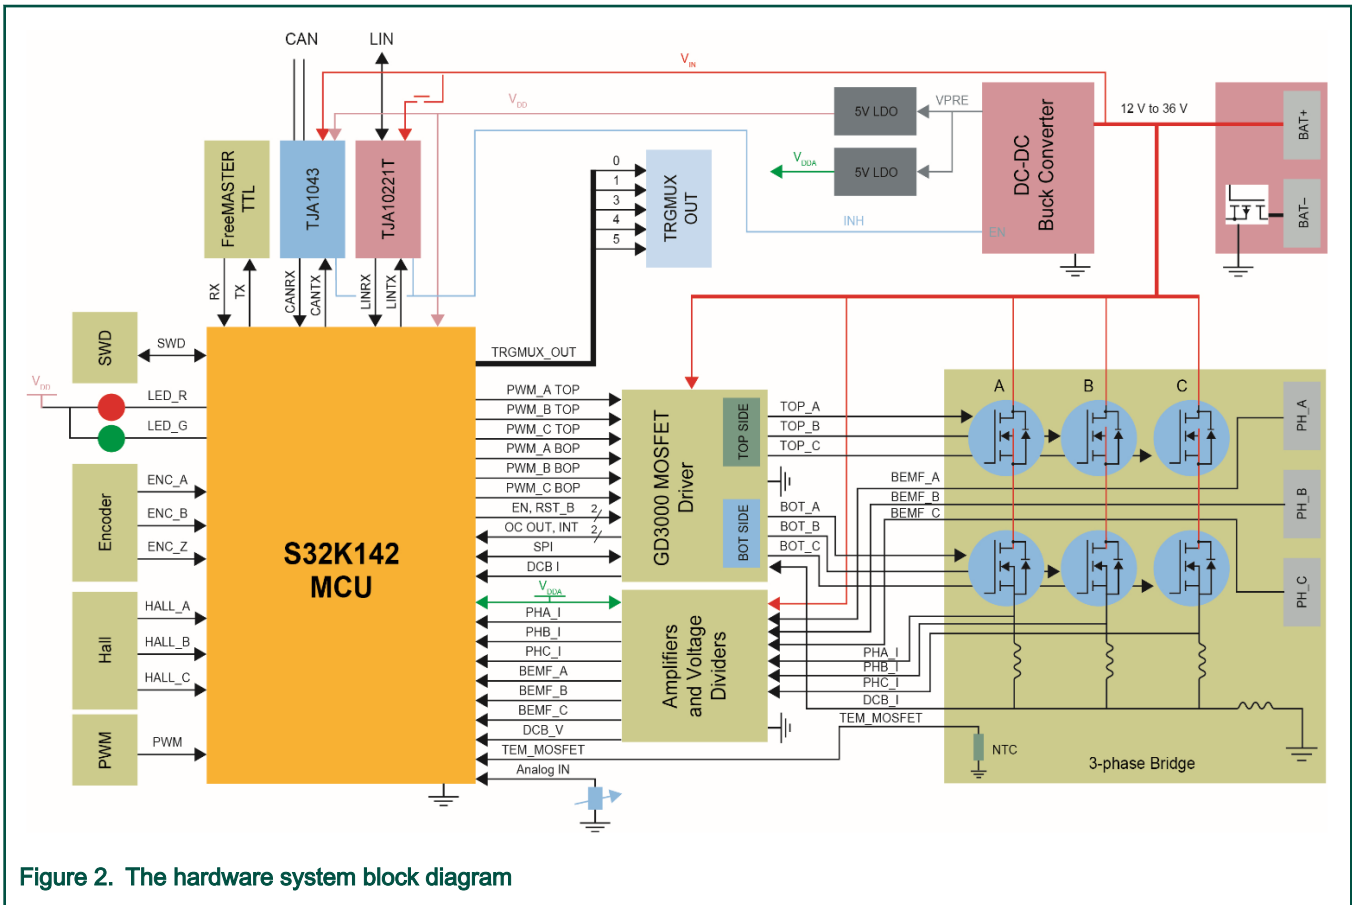 CAN
LIN
V_IN
V_DD
5V LDO
VPRE
V_DDA
5V LDO
INH
DC-DC
Buck Converter
EN
12 V to 36 V
BAT+
BAT–
FreeMASTER
TTL
TJA1043
TJA10221T
RX
TX
CANRX
CANTX
LINRX
LINTX
0
1
3
4
5
TRGMUX
OUT
TRGMUX_OUT
SWD
SWD
V_DD
LED_R
LED_G
Encoder
ENC_A
ENC_B
ENC_Z
Hall
HALL_A
HALL_B
HALL_C
PWM
PWM
S32K142
MCU
PWM_A TOP
PWM_B TOP
PWM_C TOP
PWM_A BOP
PWM_B BOP
PWM_C BOP
EN, RST_B
2
OC OUT, INT
2
SPI
DCB I
V_DDA
PHA_I
PHB_I
PHC_I
BEMF_A
BEMF_B
BEMF_C
DCB_V
TEM_MOSFET
Analog IN
GD3000 MOSFET
Driver
TOP SIDE
BOT SIDE
Amplifiers
and Voltage
Dividers
TOP_A
TOP_B
TOP_C
BOT_A
BOT_B
BOT_C
BEMF_A
BEMF_B
BEMF_C
PHA_I
PHB_I
PHC_I
DCB_I
TEM_MOSFET
A
B
C
PH_A
PH_B
PH_C
NTC
3-phase Bridge
Figure 2. The hardware system block diagram